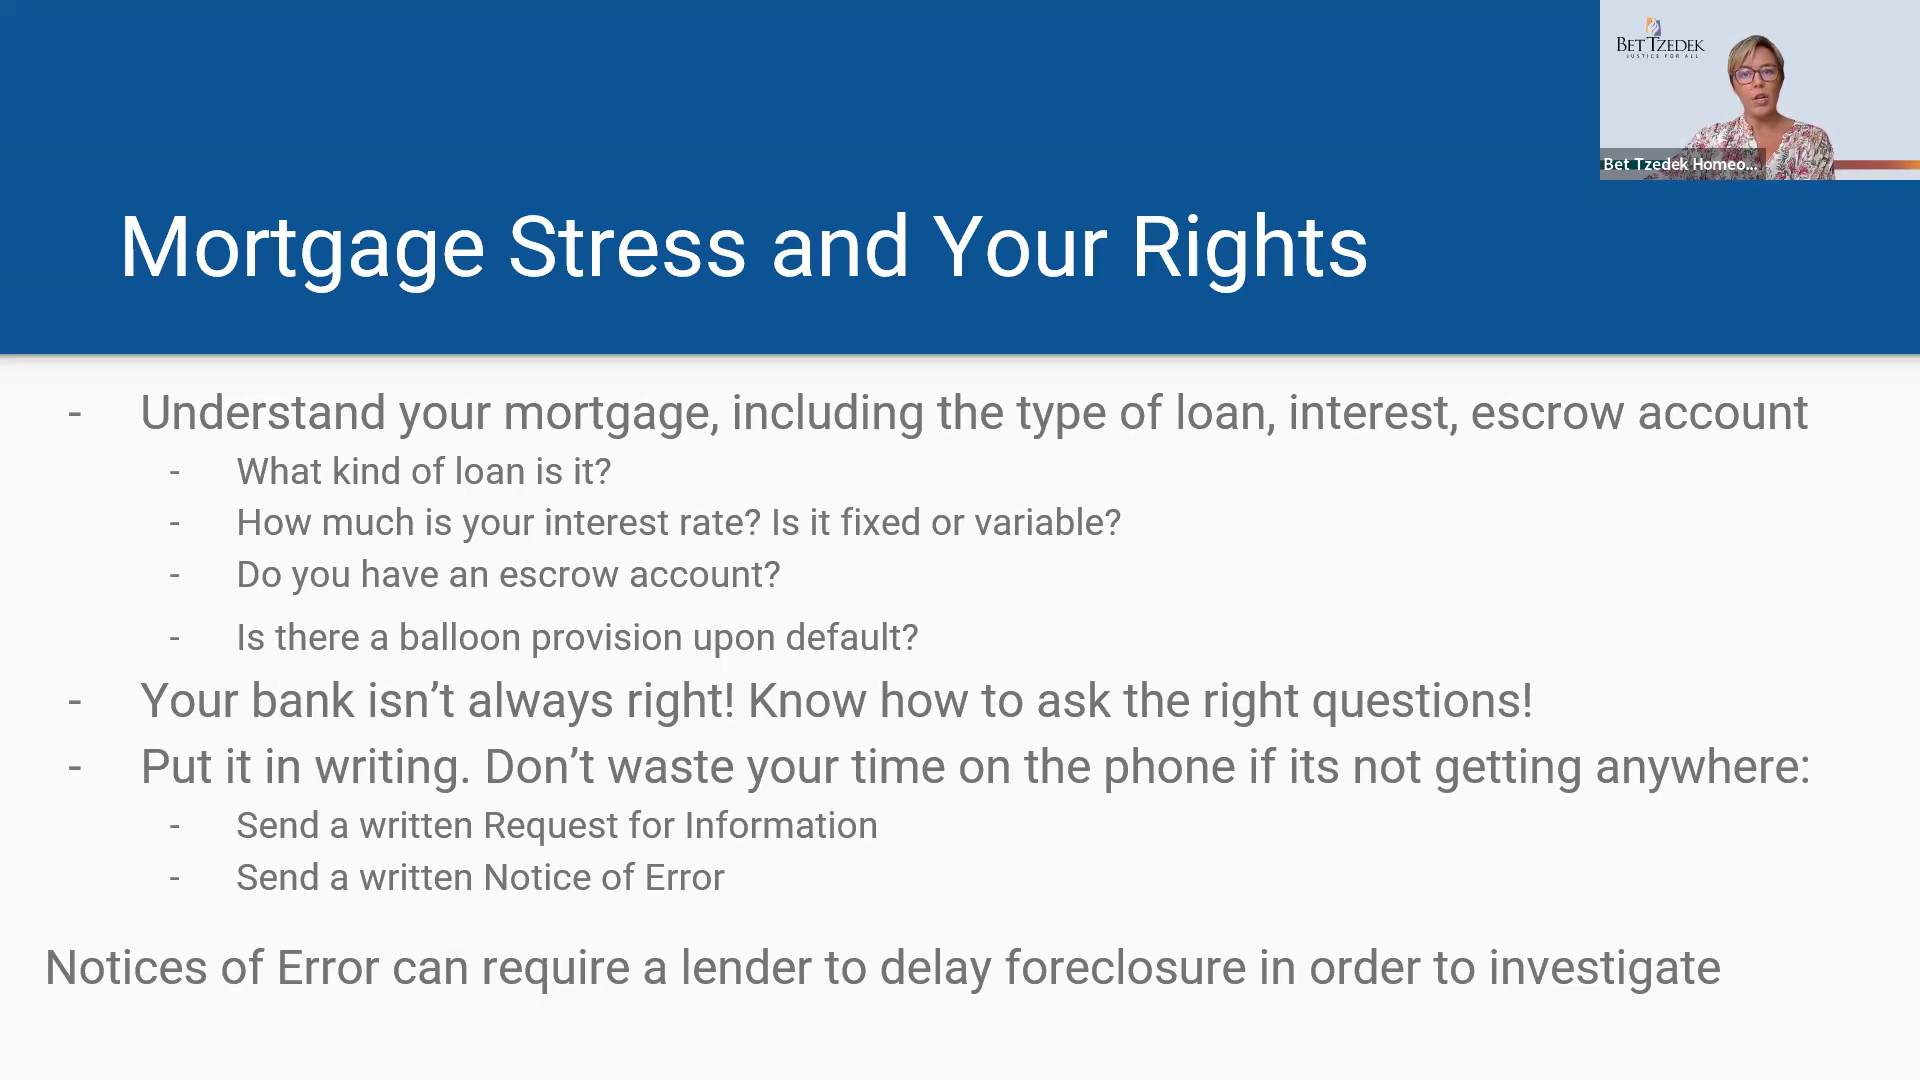 BET TZEDEK
JUSTICE FOR ALL
Bet Tzedek Homeo...
Mortgage Stress and Your Rights
- Understand your mortgage, including the type of loan, interest, escrow account
- What kind of loan is it?
- How much is your interest rate? Is it fixed or variable?
- Do you have an escrow account?
- Is there a balloon provision upon default?
- Your bank isn’t always right! Know how to ask the right questions!
- Put it in writing. Don’t waste your time on the phone if its not getting anywhere:
- Send a written Request for Information
- Send a written Notice of Error
Notices of Error can require a lender to delay foreclosure in order to investigate